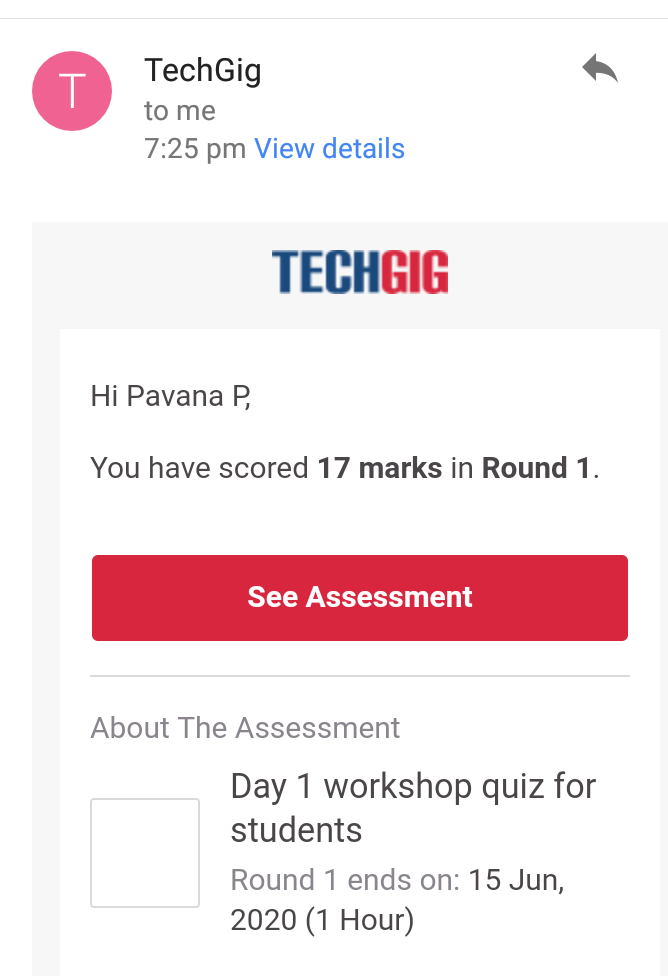 T
TechGig
to me
7:25 pm View details
TECHGIG
Hi Pavana P,
You have scored 17 marks in Round 1.
See Assessment
About The Assessment
Day 1 workshop quiz for
students
Round 1 ends on: 15 Jun,
2020 (1 Hour)